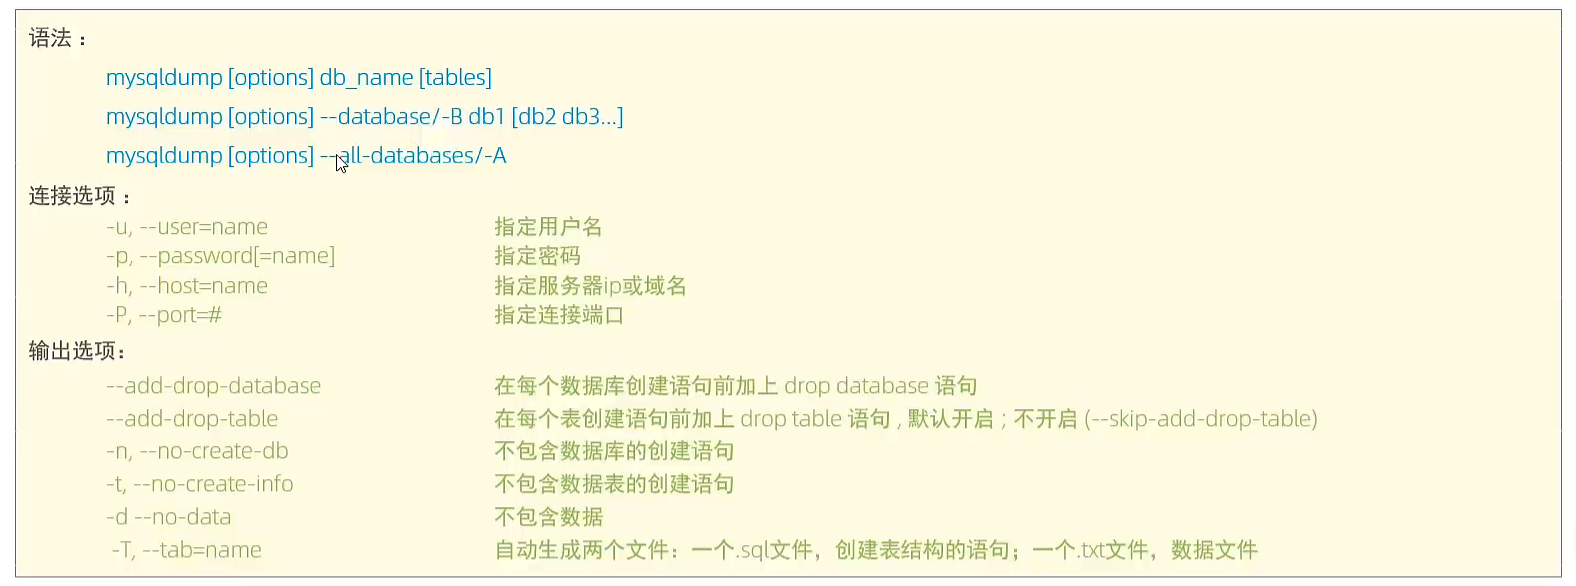 语法：
mysqldump [options] db_name [tables]
mysqldump [options] --database/-B db1 [db2 db3...]
mysqldump [options] --all-databases/-A
连接选项：
-u, --user=name 指定用户名
-p, --password[=name] 指定密码
-h, --host=name 指定服务器ip或域名
-P, --port=# 指定连接端口
输出选项：
--add-drop-database 在每个数据库创建语句前加上 drop database 语句
--add-drop-table 在每个表创建语句前加上 drop table 语句 , 默认开启 ; 不开启 (--skip-add-drop-table)
-n, --no-create-db 不包含数据库的创建语句
-t, --no-create-info 不包含数据表的创建语句
-d --no-data 不包含数据
-T, --tab=name 自动生成两个文件：一个.sql文件，创建表结构的语句；一个.txt文件，数据文件